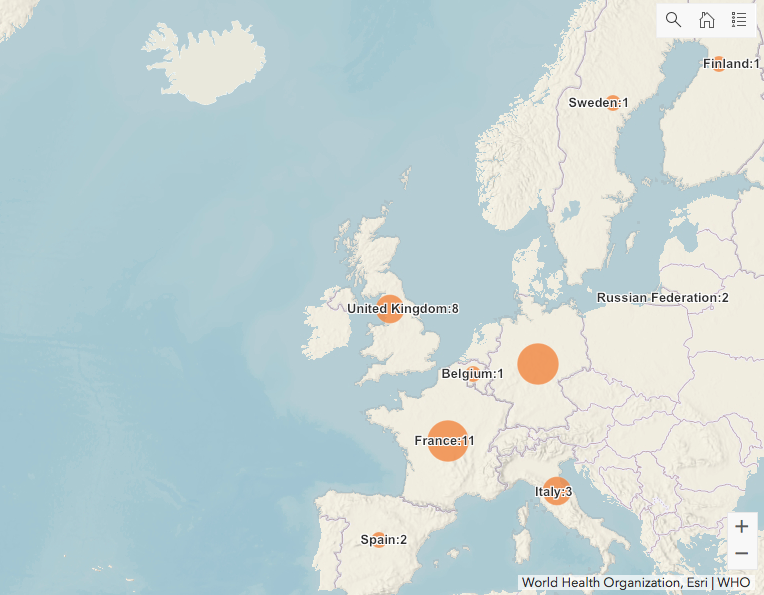 Finland:1
Sweden:1
Russian Federation:2
United Kingdom:8
Belgium:1
France:11
Italy:3
Spain:2
+
−
World Health Organization, Esri | WHO